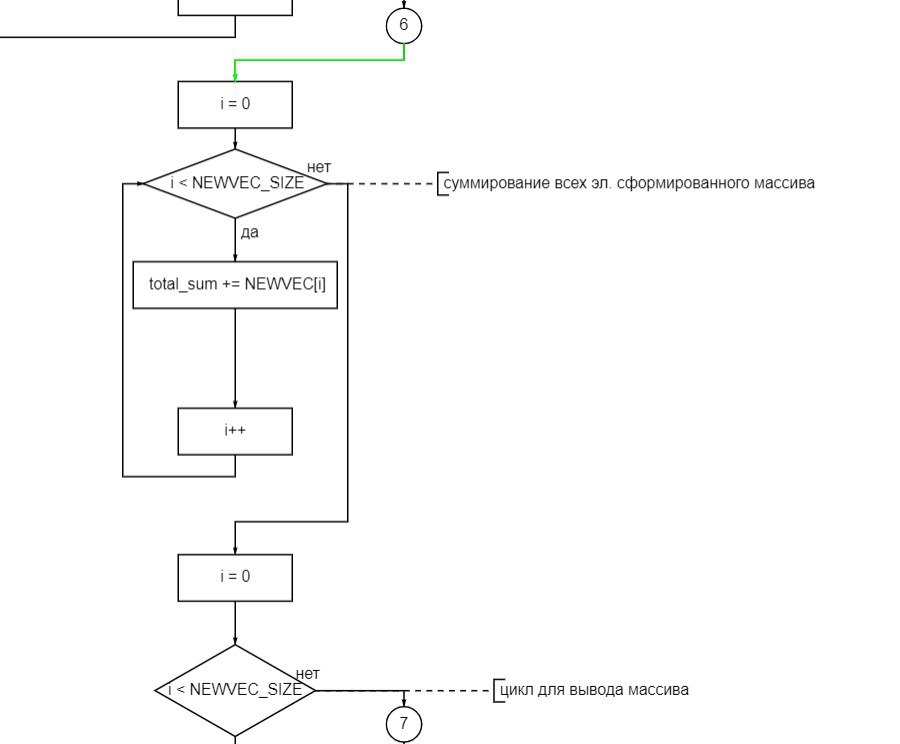 6
i = 0
нет
i < NEWVEC_SIZE
суммирование всех эл. сформированного массива
да
total_sum += NEWVEC[i]
i++
i = 0
нет
i < NEWVEC_SIZE
цикл для вывода массива
7